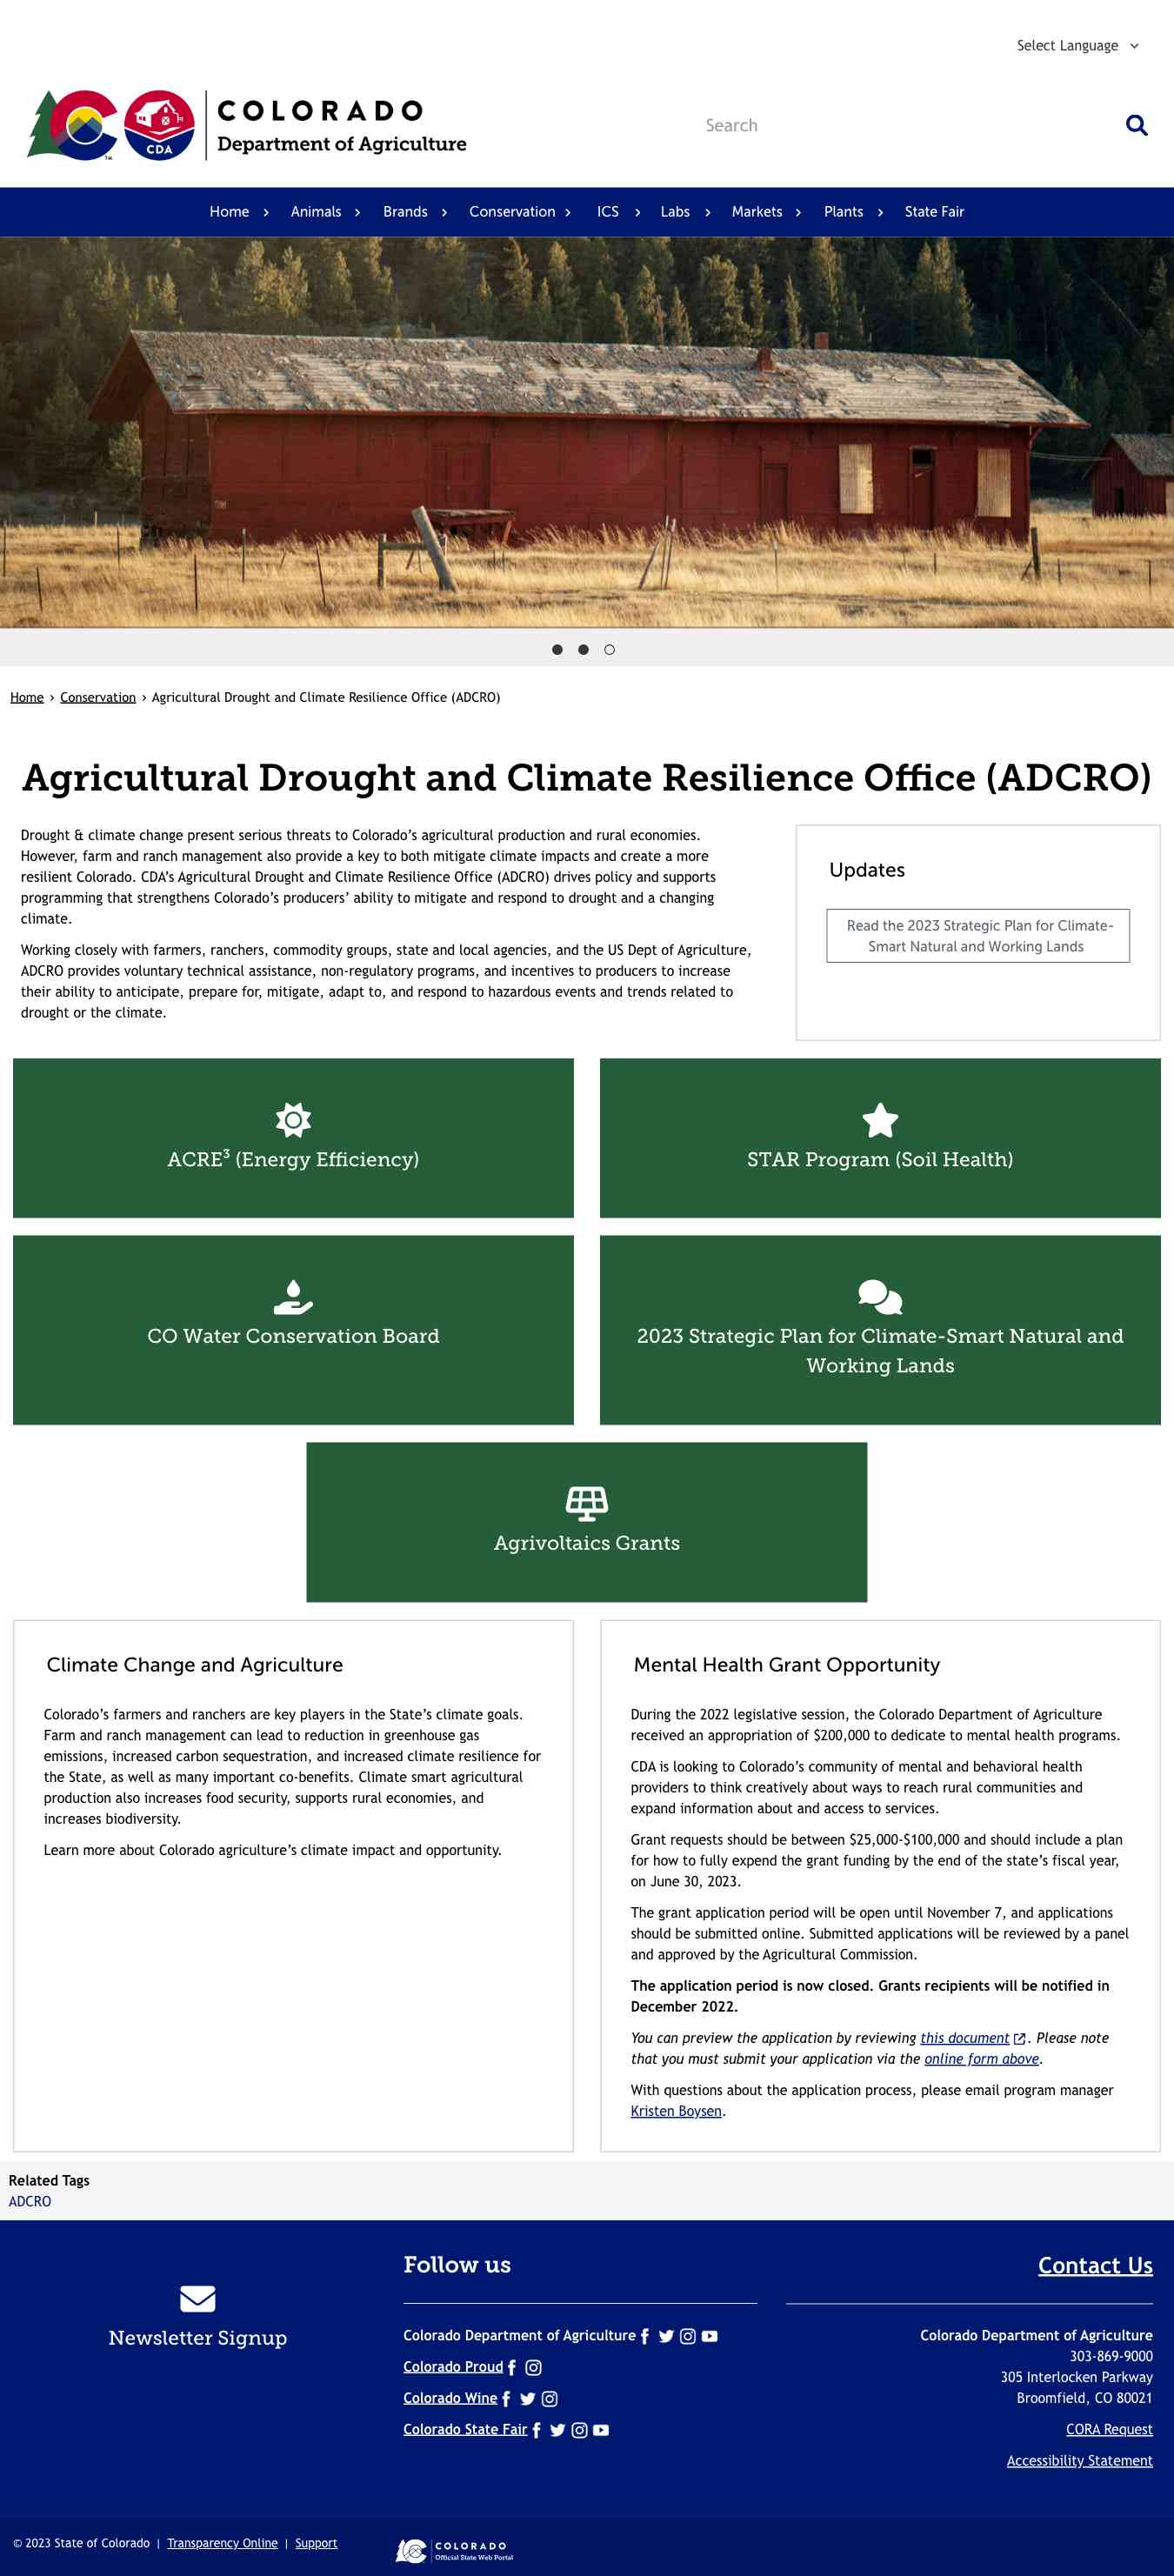 Select Language
CDA
TM
COLORADO
Department of Agriculture
Search
Home
Animals
Brands
Conservation
ICS
Labs
Markets
Plants
State Fair
Home › Conservation › Agricultural Drought and Climate Resilience Office (ADCRO)
Agricultural Drought and Climate Resilience Office (ADCRO)
Drought & climate change present serious threats to Colorado’s agricultural production and rural economies.
However, farm and ranch management also provide a key to both mitigate climate impacts and create a more
resilient Colorado. CDA’s Agricultural Drought and Climate Resilience Office (ADCRO) drives policy and supports
programming that strengthens Colorado’s producers’ ability to mitigate and respond to drought and a changing
climate.
Working closely with farmers, ranchers, commodity groups, state and local agencies, and the US Dept of Agriculture,
ADCRO provides voluntary technical assistance, non-regulatory programs, and incentives to producers to increase
their ability to anticipate, prepare for, mitigate, adapt to, and respond to hazardous events and trends related to
drought or the climate.
Updates
Read the 2023 Strategic Plan for Climate-
Smart Natural and Working Lands
ACRE³ (Energy Efficiency)
STAR Program (Soil Health)
CO Water Conservation Board
2023 Strategic Plan for Climate-Smart Natural and
Working Lands
Agrivoltaics Grants
Climate Change and Agriculture
Colorado’s farmers and ranchers are key players in the State’s climate goals.
Farm and ranch management can lead to reduction in greenhouse gas
emissions, increased carbon sequestration, and increased climate resilience for
the State, as well as many important co-benefits. Climate smart agricultural
production also increases food security, supports rural economies, and
increases biodiversity.
Learn more about Colorado agriculture’s climate impact and opportunity.
Mental Health Grant Opportunity
During the 2022 legislative session, the Colorado Department of Agriculture
received an appropriation of $200,000 to dedicate to mental health programs.
CDA is looking to Colorado’s community of mental and behavioral health
providers to think creatively about ways to reach rural communities and
expand information about and access to services.
Grant requests should be between $25,000-$100,000 and should include a plan
for how to fully expend the grant funding by the end of the state’s fiscal year,
on June 30, 2023.
The grant application period will be open until November 7, and applications
should be submitted online. Submitted applications will be reviewed by a panel
and approved by the Agricultural Commission.
The application period is now closed. Grants recipients will be notified in
December 2022.
You can preview the application by reviewing this document. Please note
that you must submit your application via the online form above.
With questions about the application process, please email program manager
Kristen Boysen.
Related Tags
ADCRO
Newsletter Signup
Follow us
Colorado Department of Agriculture
Colorado Proud
Colorado Wine
Colorado State Fair
Contact Us
Colorado Department of Agriculture
303-869-9000
305 Interlocken Parkway
Broomfield, CO 80021
CORA Request
Accessibility Statement
© 2023 State of Colorado | Transparency Online | Support
COLORADO
Official State Web Portal